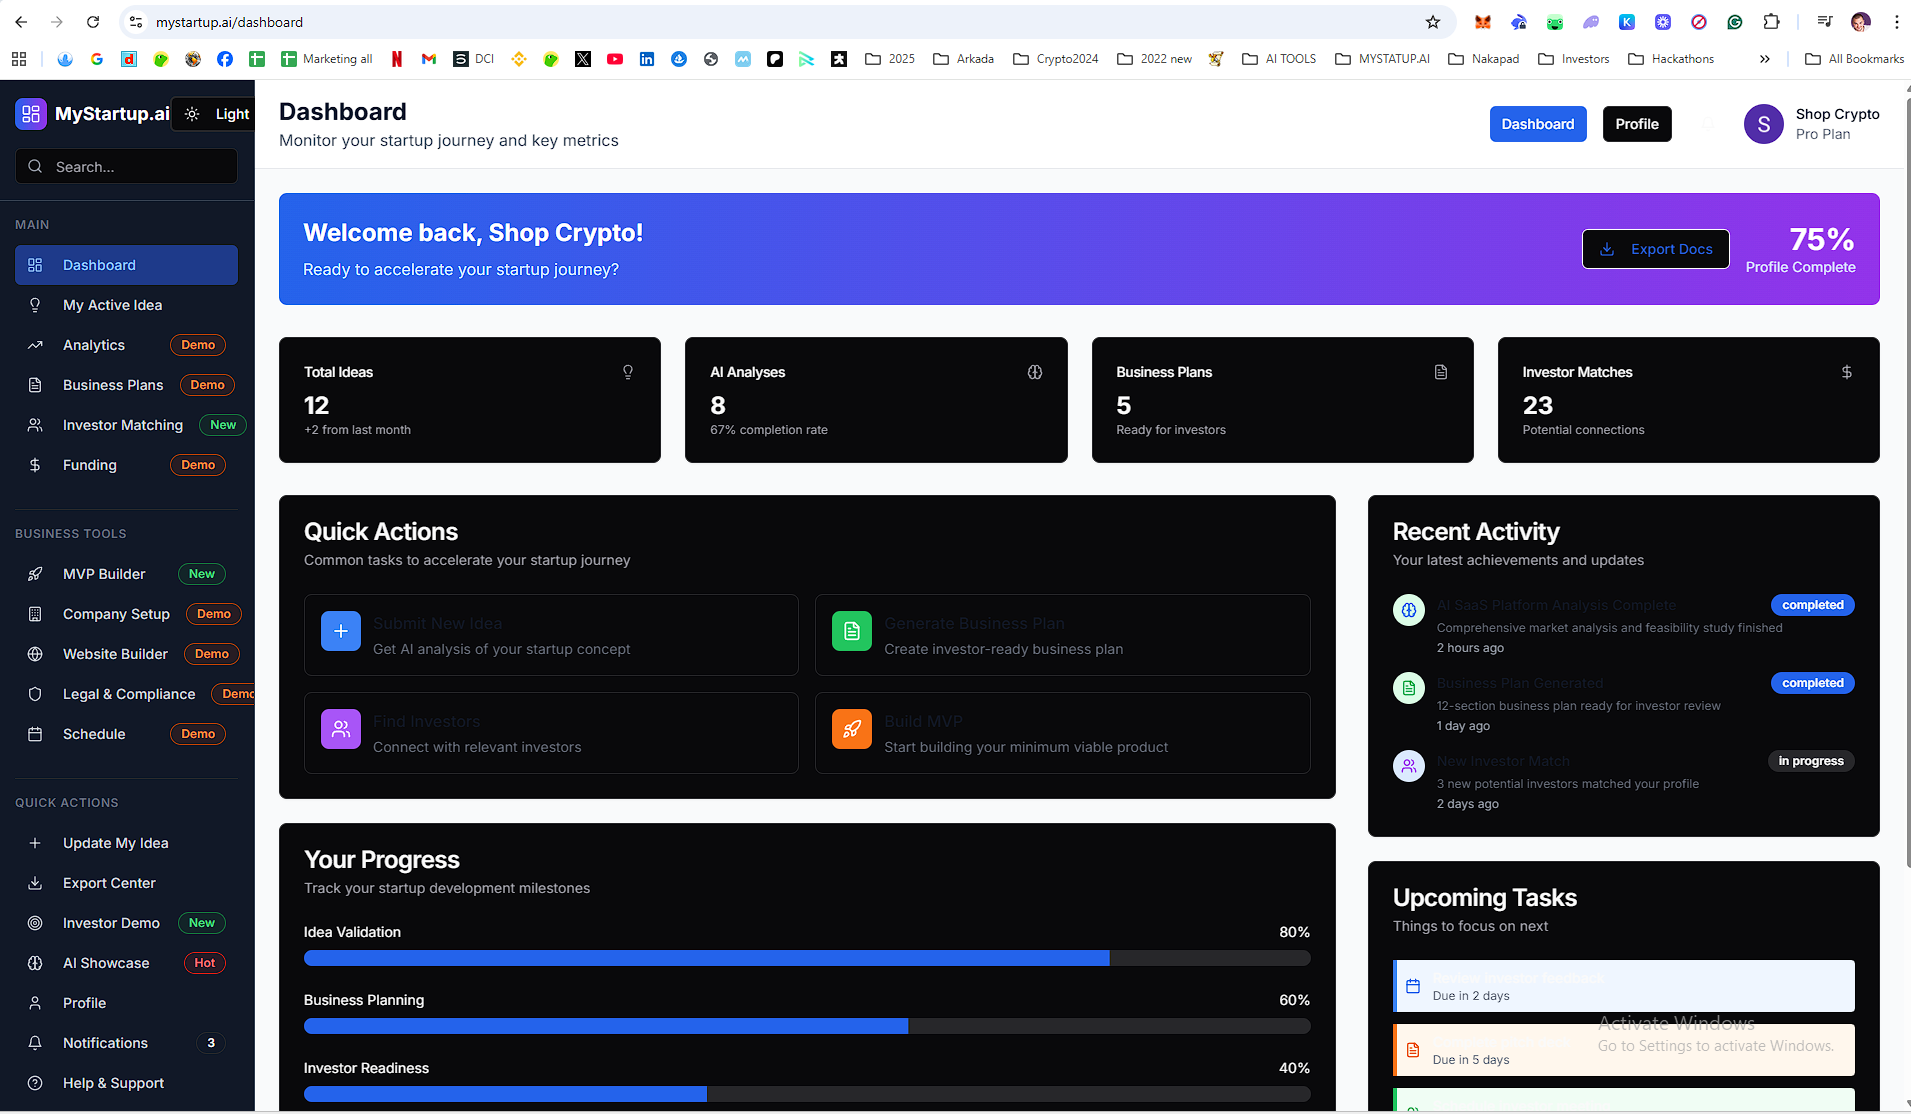 mystartup.ai/dashboard
Marketing all
DCI
2025
Arkada
Crypto2024
2022 new
AI TOOLS
MYSTATUP.AI
Nakapad
Investors
Hackathons
All Bookmarks
MyStartup.ai
Light
Search...
MAIN
Dashboard
My Active Idea
Analytics Demo
Business Plans Demo
Investor Matching New
Funding Demo
BUSINESS TOOLS
MVP Builder New
Company Setup Demo
Website Builder Demo
Legal & Compliance Demo
Schedule Demo
QUICK ACTIONS
Update My Idea
Export Center
Investor Demo New
AI Showcase Hot
Profile
Notifications 3
Help & Support
Dashboard
Monitor your startup journey and key metrics
Dashboard
Profile
S
Shop Crypto
Pro Plan
Welcome back, Shop Crypto!
Ready to accelerate your startup journey?
Export Docs
75%
Profile Complete
Total Ideas
12
+2 from last month
AI Analyses
8
67% completion rate
Business Plans
5
Ready for investors
Investor Matches
23
Potential connections
Quick Actions
Common tasks to accelerate your startup journey
Submit New Idea
Get AI analysis of your startup concept
Generate Business Plan
Create investor-ready business plan
Find Investors
Connect with relevant investors
Build MVP
Start building your minimum viable product
Recent Activity
Your latest achievements and updates
AI SaaS Platform Analysis Complete
completed
Comprehensive market analysis and feasibility study finished
2 hours ago
Business Plan Generated
completed
12-section business plan ready for investor review
1 day ago
New Investor Match
in progress
3 new potential investors matched your profile
2 days ago
Your Progress
Track your startup development milestones
Idea Validation 80%
Business Planning 60%
Investor Readiness 40%
Upcoming Tasks
Things to focus on next
Review investor feedback
Due in 2 days
Due in 5 days
Activate Windows
Go to Settings to activate Windows.